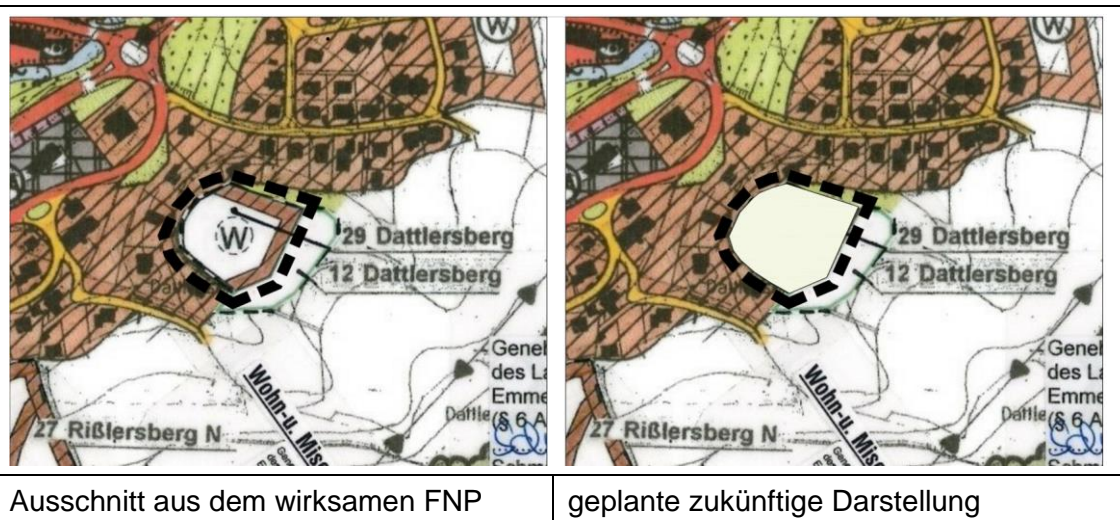 W
W
29 Dattlersberg
12 Dattlersberg
Genel
des La
Emme
(§ 6 A
Dattle
Wohn-u. Misc
27 Rißlersberg N
W
29 Dattlersberg
12 Dattlersberg
Genel
des La
Emme
(§ 6 A
Dattle
Wohn-u. Misc
27 Rißlersberg N
Ausschnitt aus dem wirksamen FNP
geplante zukünftige Darstellung